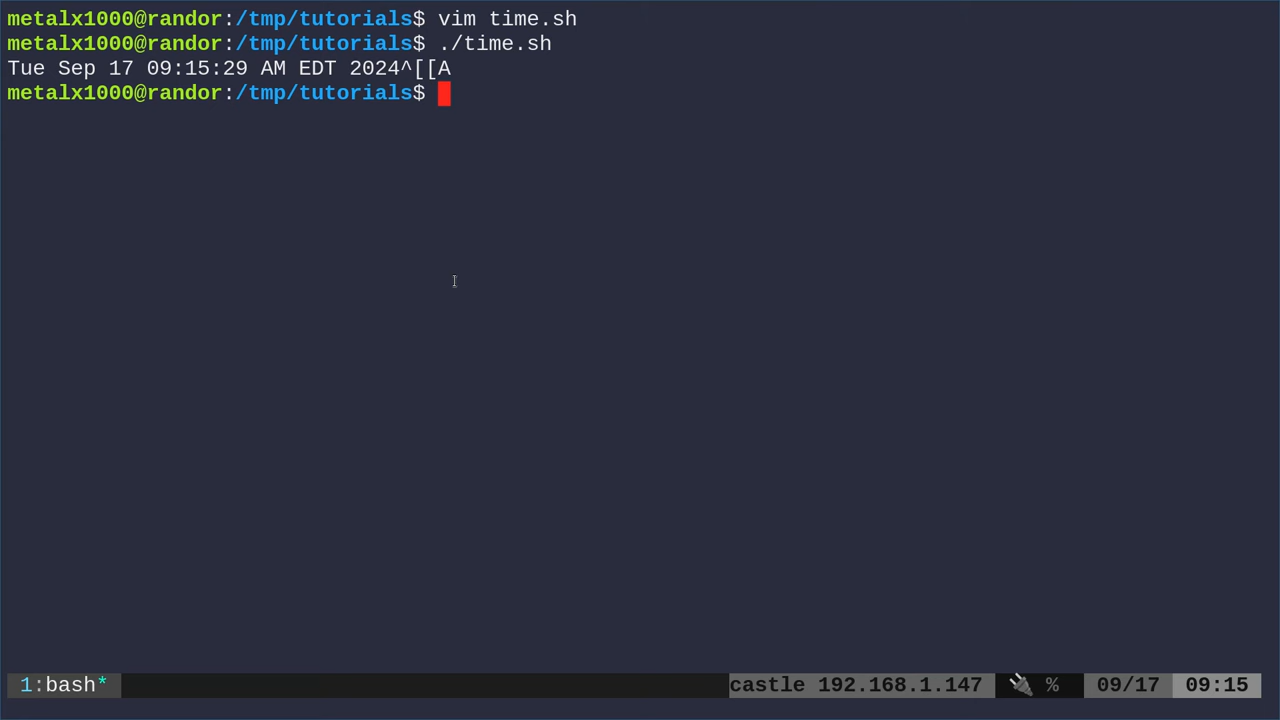 metalx1000@randor:/tmp/tutorials$ vim time.sh
metalx1000@randor:/tmp/tutorials$ ./time.sh
Tue Sep 17 09:15:29 AM EDT 2024^[[A
metalx1000@randor:/tmp/tutorials$
1:bash* castle 192.168.1.147 🔌 % 09/17 09:15